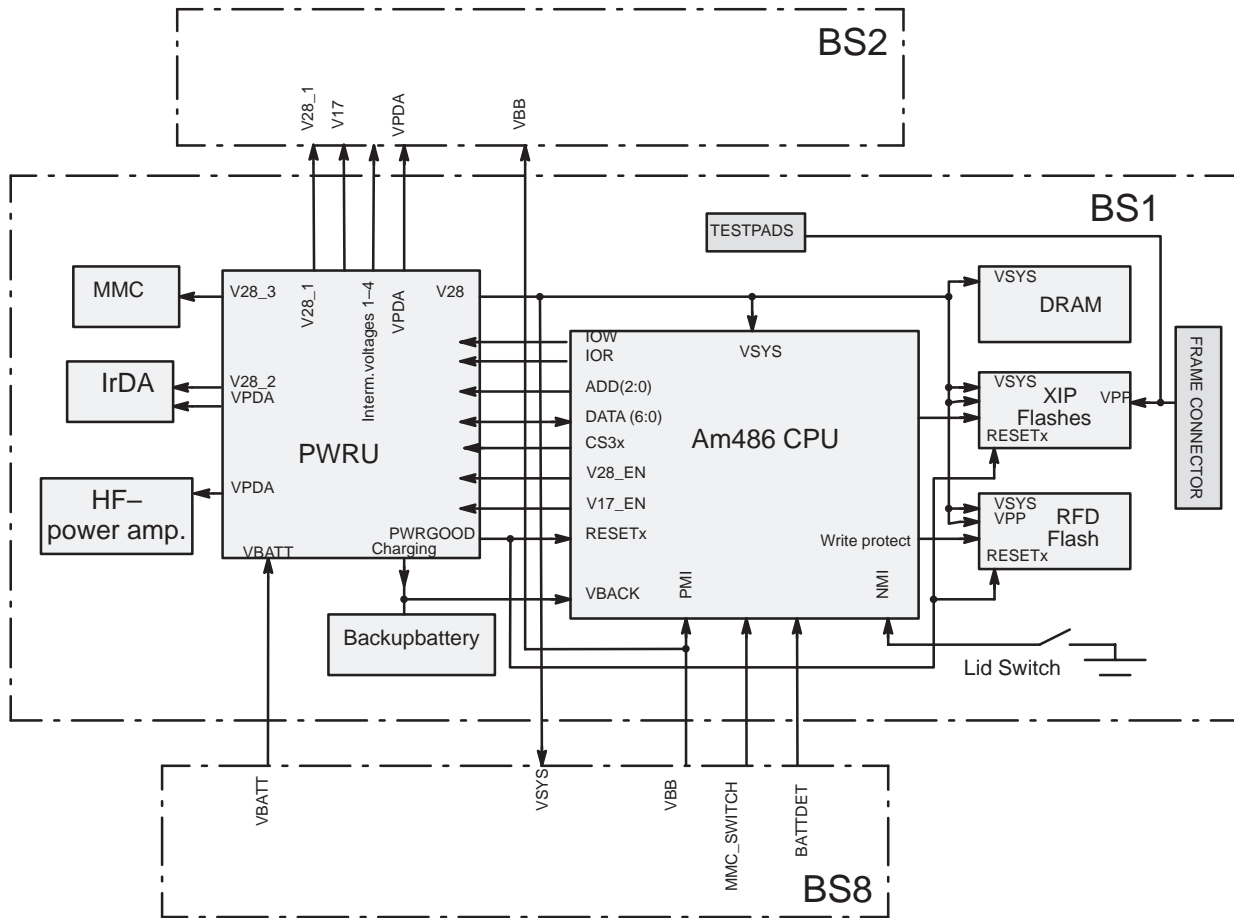 BS2
V28_1
V17
VPDA
VBB
BS1
TESTPADS
MMC
V28_3
V28_1
Interm.voltages 1–4
VPDA
V28
VSYS
DRAM
IOW
IOR
VSYS
FRAME CONNECTOR
IrDA
V28_2
VPDA
ADD(2:0)
DATA (6:0)
CS3x
Am486 CPU
VSYS
XIP
Flashes
VPP
RESETx
PWRU
V28_EN
V17_EN
HF–
power amp.
VPDA
PWRGOOD
RESETx
VSYS
VPP
RFD
Flash
RESETx
Write protect
VBATT
Charging
VBACK
PMI
NMI
Backupbattery
Lid Switch
VBATT
VSYS
VBB
MMC_SWITCH
BATTDET
BS8